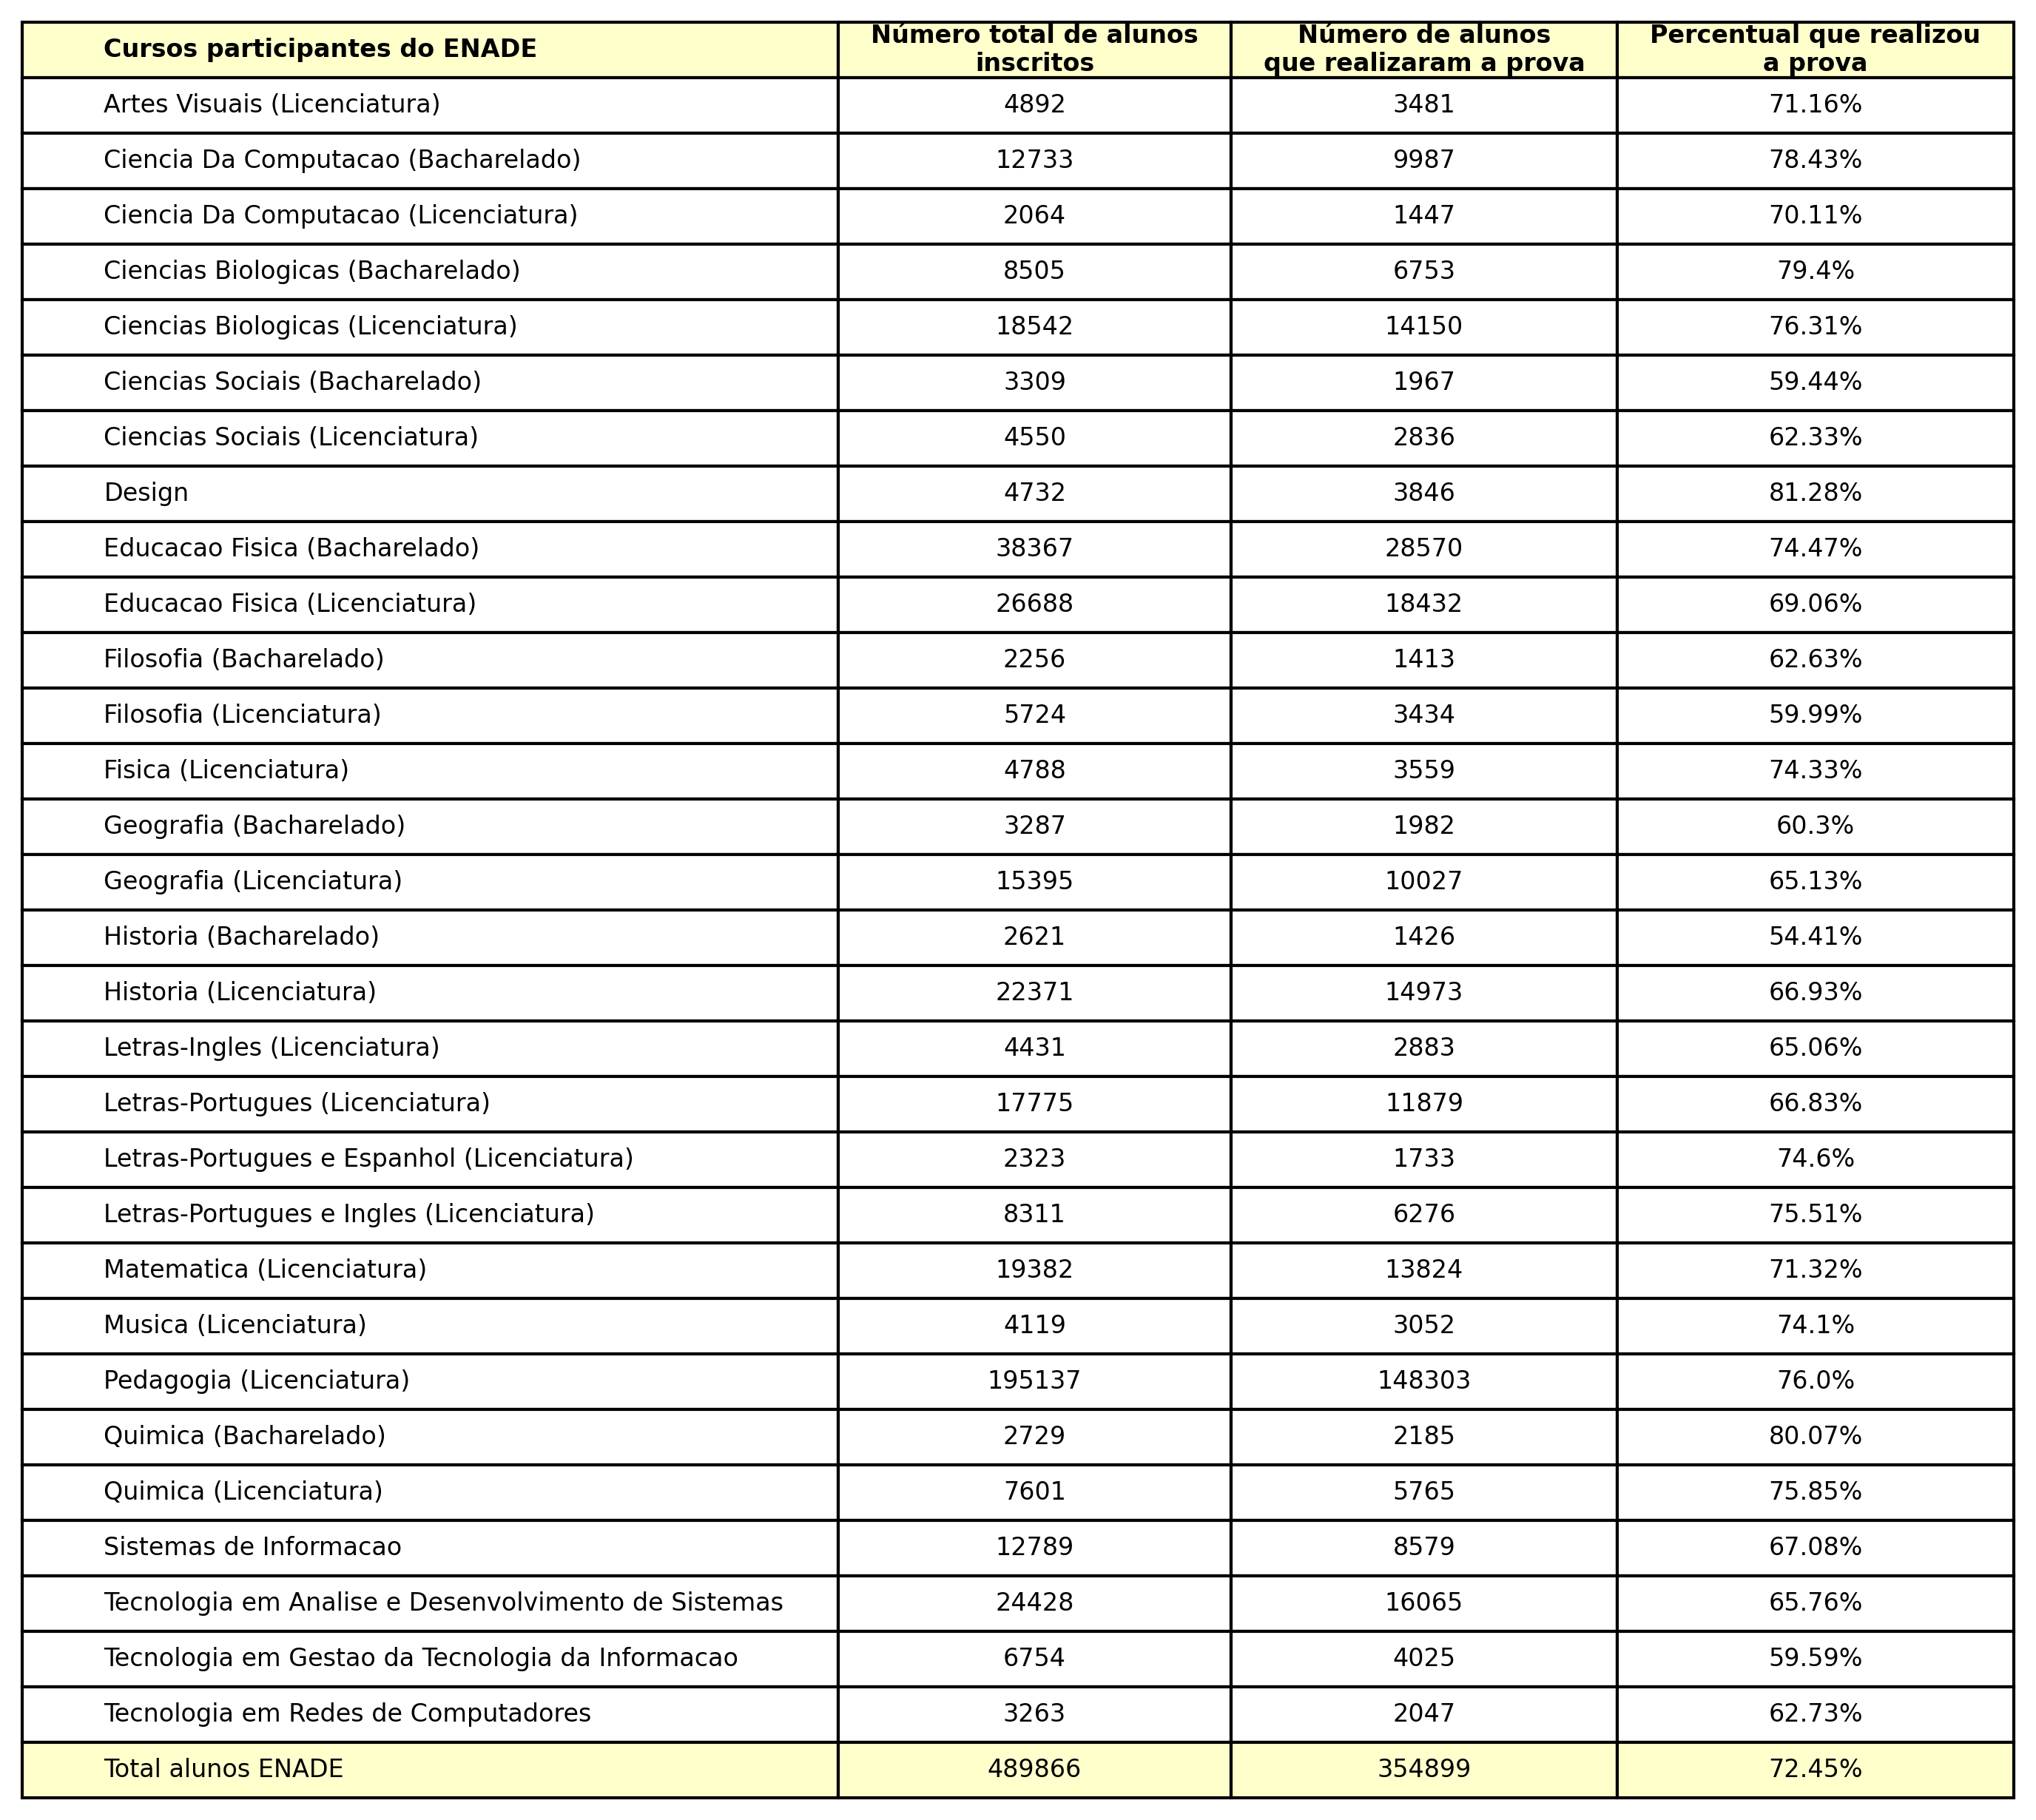 Cursos participantes do ENADE Número total de alunos inscritos Número de alunos que realizaram a prova Percentual que realizou a prova
Artes Visuais (Licenciatura) 4892 3481 71.16%
Ciencia Da Computacao (Bacharelado) 12733 9987 78.43%
Ciencia Da Computacao (Licenciatura) 2064 1447 70.11%
Ciencias Biologicas (Bacharelado) 8505 6753 79.4%
Ciencias Biologicas (Licenciatura) 18542 14150 76.31%
Ciencias Sociais (Bacharelado) 3309 1967 59.44%
Ciencias Sociais (Licenciatura) 4550 2836 62.33%
Design 4732 3846 81.28%
Educacao Fisica (Bacharelado) 38367 28570 74.47%
Educacao Fisica (Licenciatura) 26688 18432 69.06%
Filosofia (Bacharelado) 2256 1413 62.63%
Filosofia (Licenciatura) 5724 3434 59.99%
Fisica (Licenciatura) 4788 3559 74.33%
Geografia (Bacharelado) 3287 1982 60.3%
Geografia (Licenciatura) 15395 10027 65.13%
Historia (Bacharelado) 2621 1426 54.41%
Historia (Licenciatura) 22371 14973 66.93%
Letras-Ingles (Licenciatura) 4431 2883 65.06%
Letras-Portugues (Licenciatura) 17775 11879 66.83%
Letras-Portugues e Espanhol (Licenciatura) 2323 1733 74.6%
Letras-Portugues e Ingles (Licenciatura) 8311 6276 75.51%
Matematica (Licenciatura) 19382 13824 71.32%
Musica (Licenciatura) 4119 3052 74.1%
Pedagogia (Licenciatura) 195137 148303 76.0%
Quimica (Bacharelado) 2729 2185 80.07%
Quimica (Licenciatura) 7601 5765 75.85%
Sistemas de Informacao 12789 8579 67.08%
Tecnologia em Analise e Desenvolvimento de Sistemas 24428 16065 65.76%
Tecnologia em Gestao da Tecnologia da Informacao 6754 4025 59.59%
Tecnologia em Redes de Computadores 3263 2047 62.73%
Total alunos ENADE 489866 354899 72.45%